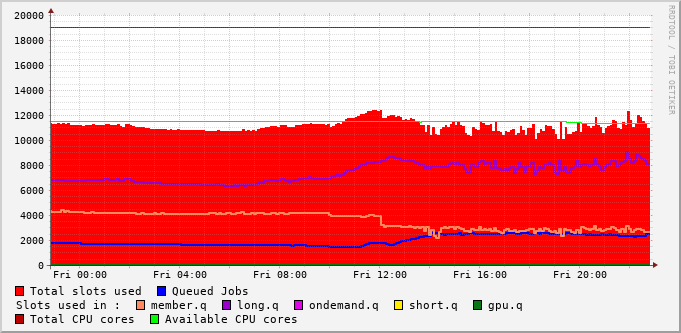 20000
18000
16000
14000
12000
10000
8000
6000
4000
2000
0
Fri 00:00 Fri 04:00 Fri 08:00 Fri 12:00 Fri 16:00 Fri 20:00
Total slots used Queued Jobs
Slots used in : member.q long.q ondemand.q short.q gpu.q
Total CPU cores Available CPU cores
RRDTOOL / TOBI OETIKER